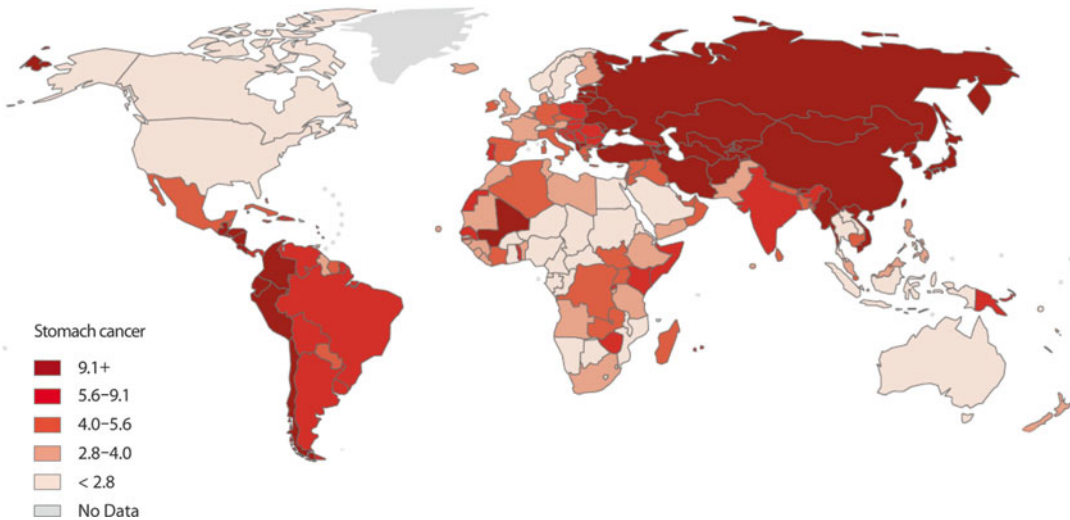 Stomach cancer
9.1+
5.6–9.1
4.0–5.6
2.8–4.0
< 2.8
No Data